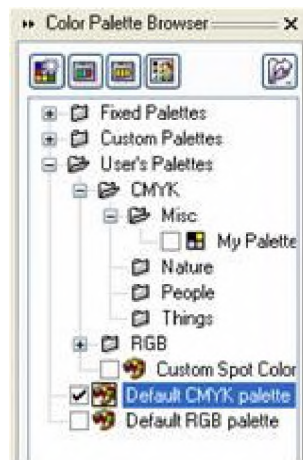 Color Palette Browser
Fixed Palettes
Custom Palettes
User's Palettes
CMYK
Misc
My Palette
Nature
People
Things
RGB
Custom Spot Color
Default CMYK palette
Default RGB palette